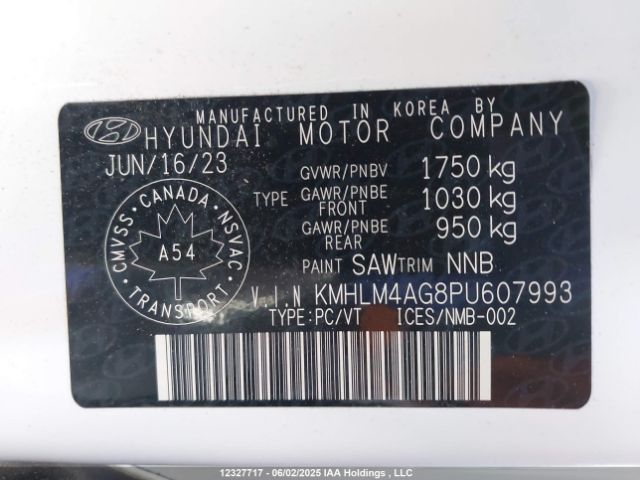 MANUFACTURED IN KOREA BY
HYUNDAI MOTOR COMPANY
JUN/16/23
GVWR/PNBV 1750 kg
TYPE GAWR/PNBE FRONT 1030 kg
GAWR/PNBE REAR 950 kg
CMVSS · CANADA · NSVAC
A54
TRANSPORT
PAINT SAW TRIM NNB
V.I.N KMHLM4AG8PU607993
TYPE:PC/VT ICES/NMB-002
12327717 - 06/02/2025 IAA Holdings , LLC